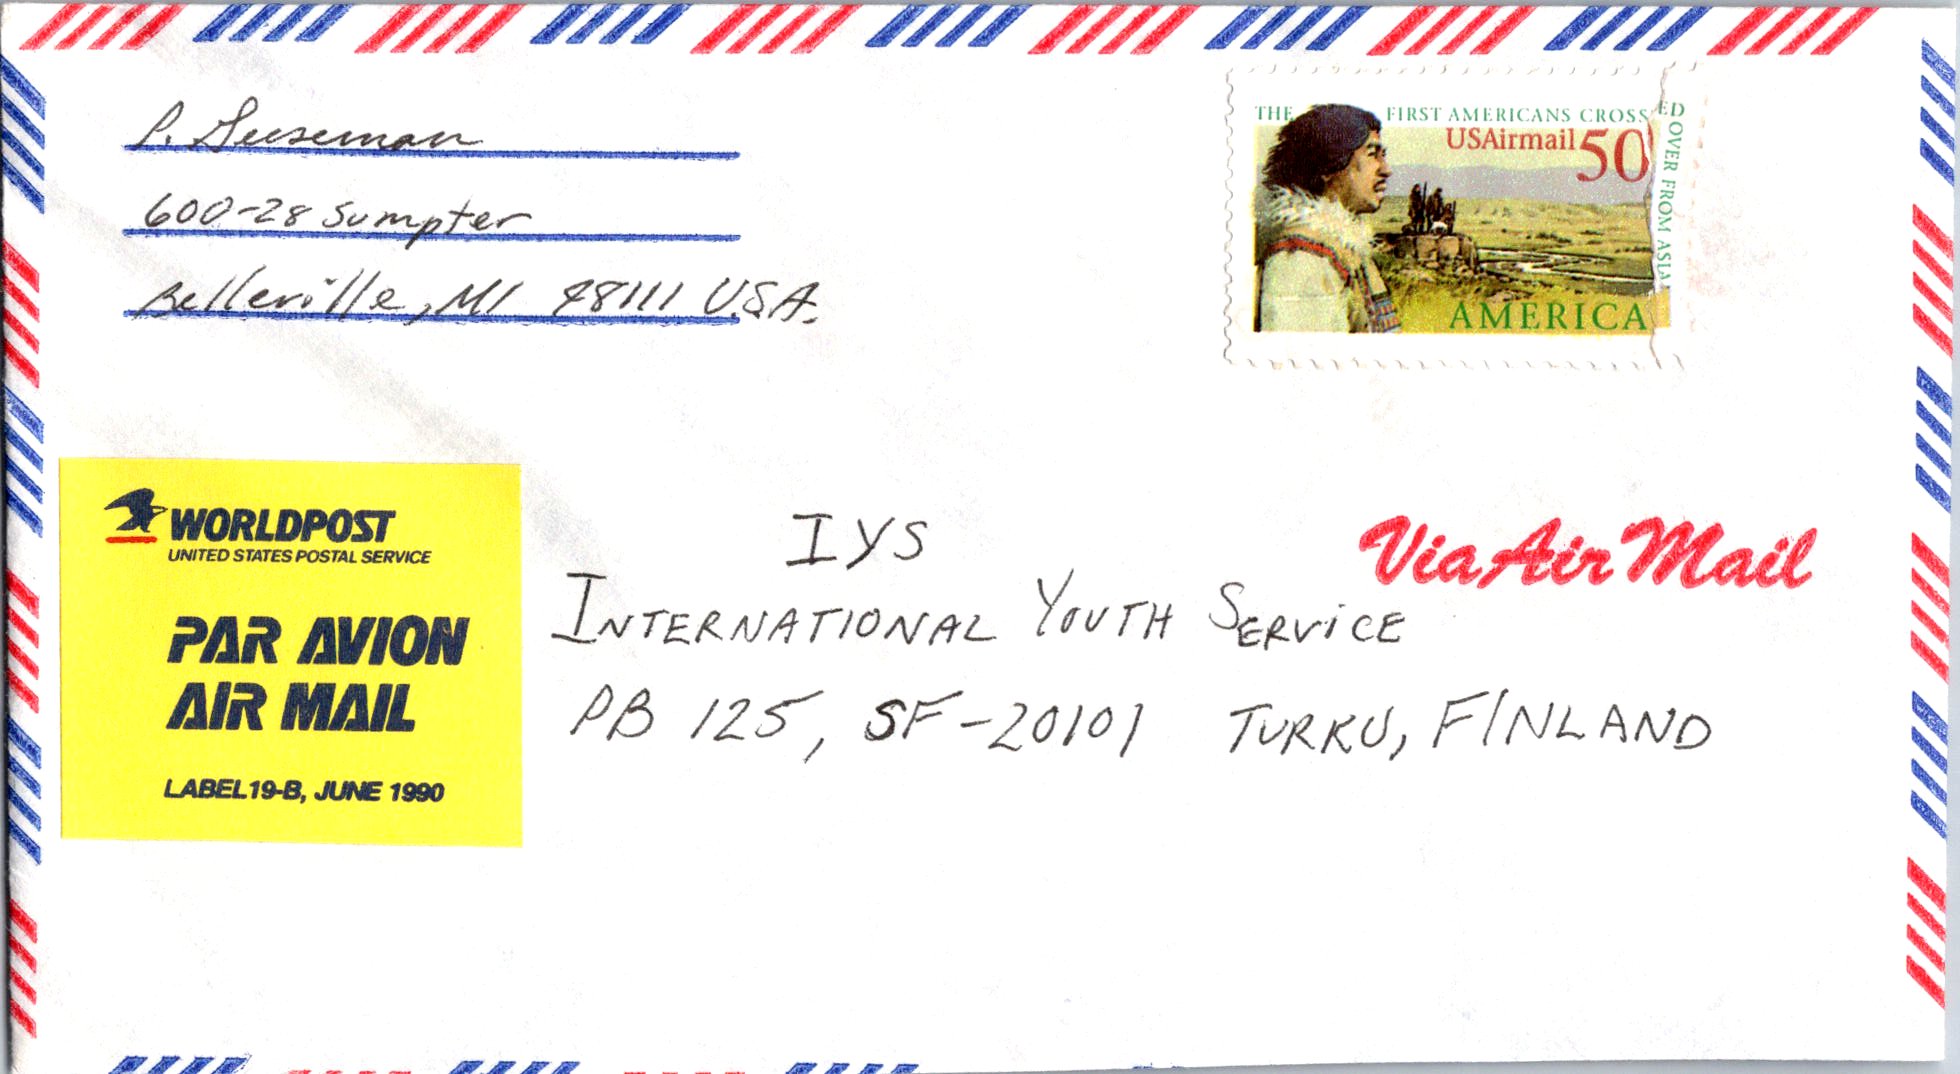 P. Geiseman
600-28 Sumpter
Belleville, MI 48111 U.S.A.
THE FIRST AMERICANS CROSSED OVER FROM ASIA
USAirmail 50
AMERICA
WORLDPOST
UNITED STATES POSTAL SERVICE
PAR AVION
AIR MAIL
LABEL 19-B, JUNE 1990
Via Air Mail
IYS
INTERNATIONAL YOUTH SERVICE
PB 125, SF-20101 TURKU, FINLAND